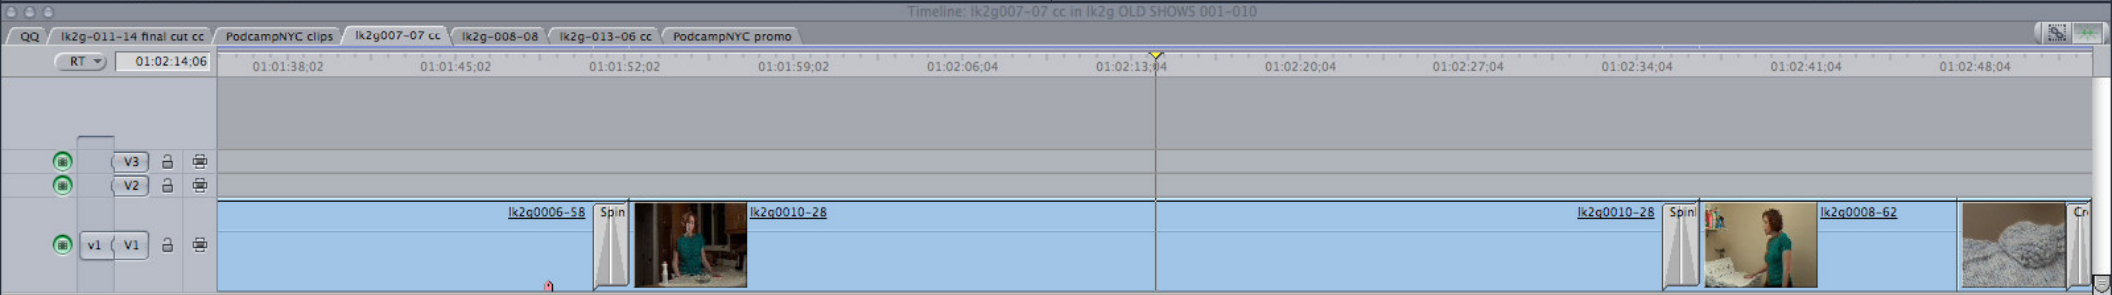 Timeline: lk2g007-07 cc in lk2g OLD SHOWS 001-010
QQ lk2g-011-14 final cut cc PodcampNYC clips lk2g007-07 cc lk2g-008-08 lk2g-013-06 cc PodcampNYC promo
RT 01:02:14;06 01:01:38;02 01:01:45;02 01:01:52;02 01:01:59;02 01:02:06;04 01:02:13;04 01:02:20;04 01:02:27;04 01:02:34;04 01:02:41;04 01:02:48;04
V3
V2
lk2g0006-58 Spin lk2g0010-28 lk2g0010-28 Spin lk2g0008-62 Cr
v1 V1